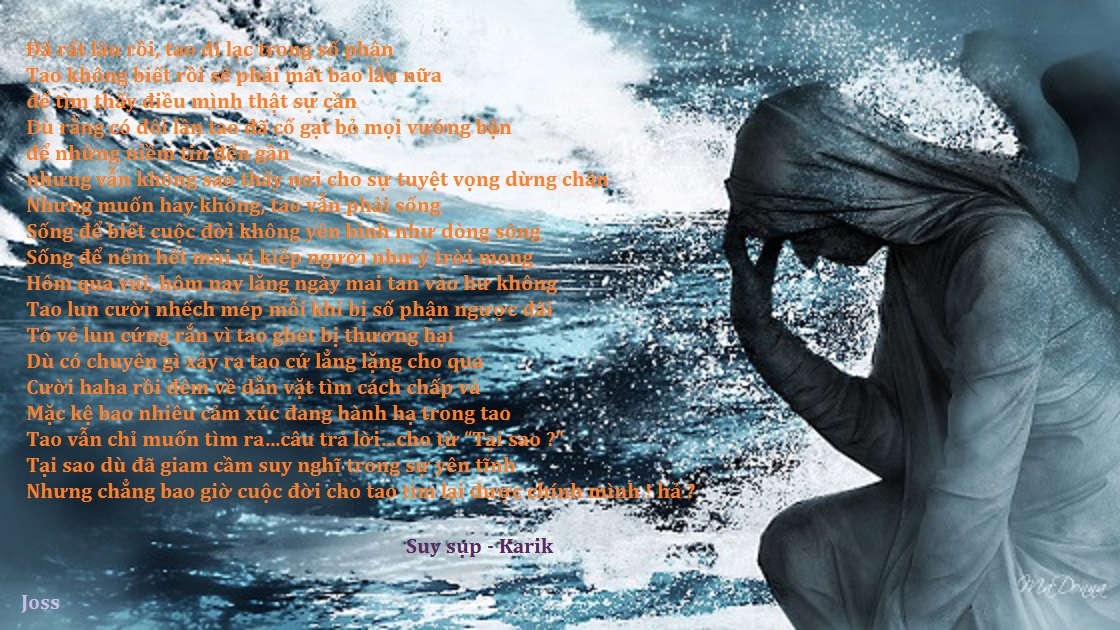 Đã rất lâu rồi, tao đi lạc trong số phận
Tao không biết rồi sẽ phải mất bao lâu nữa
để tìm thấy điều mình thật sự cần
Dù rằng có đôi lần tao đã cố gạt bỏ mọi vướng bận
để những niềm tin đến gần
nhưng vẫn không sao thấy nơi cho sự tuyệt vọng dừng chân
Nhưng muốn hay không, tao vẫn phải sống
Sống để biết cuộc đời không yên bình như dòng sông
Sống để nếm hết mùi vị kiếp người như ý trời mong
Hôm qua vui, hôm nay lặng ngày mai tan vào hư không
Tao lun cười nhếch mép mỗi khi bị số phận ngược đãi
Tỏ vẻ lun cứng rắn vì tao ghét bị thương hại
Dù có chuyện gì xảy ra tao cứ lẳng lặng cho qua
Cười haha rồi đêm về dằn vặt tìm cách chấp vá
Mặc kệ bao nhiêu cảm xúc đang hành hạ trong tao
Tao vẫn chỉ muốn tìm ra...câu trả lời...cho từ "Tại sao ?"
Tại sao dù đã giam cầm suy nghĩ trong sự yên tĩnh
Nhưng chẳng bao giờ cuộc đời cho tao tìm lại được chính mình ! hả ?
Suy sụp - Karik
MaDonna
Joss